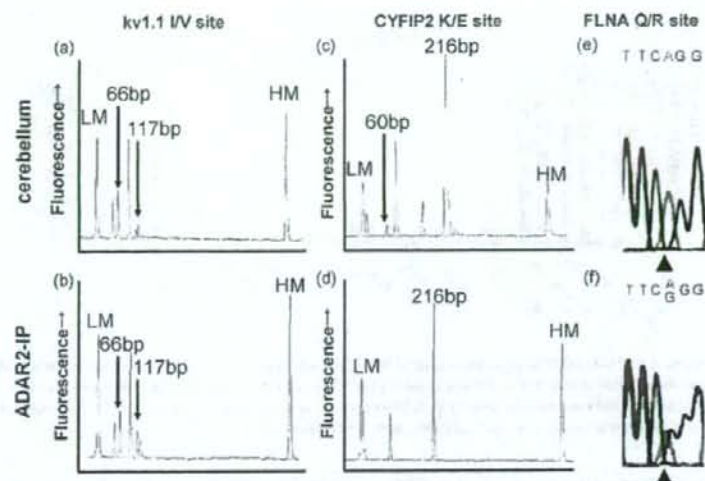 kv1.1 I/V site
CYFIP2 K/E site
FLNA Q/R site
cerebellum
(a)
Fluorescence→
LM
66bp
117bp
HM
(c)
Fluorescence→
LM
60bp
216bp
HM
(e)
T T C A G G
ADAR2-IP
(b)
Fluorescence→
LM
66bp
117bp
HM
(d)
Fluorescence→
LM
216bp
HM
(f)
A
T T C G G G